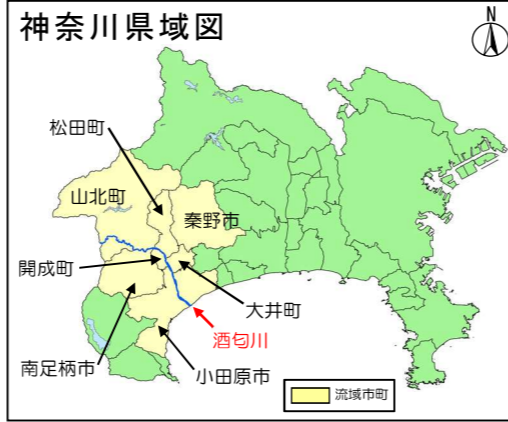 神奈川県域図
N
松田町
山北町
秦野市
開成町
大井町
酒匂川
南足柄市
小田原市
流域市町